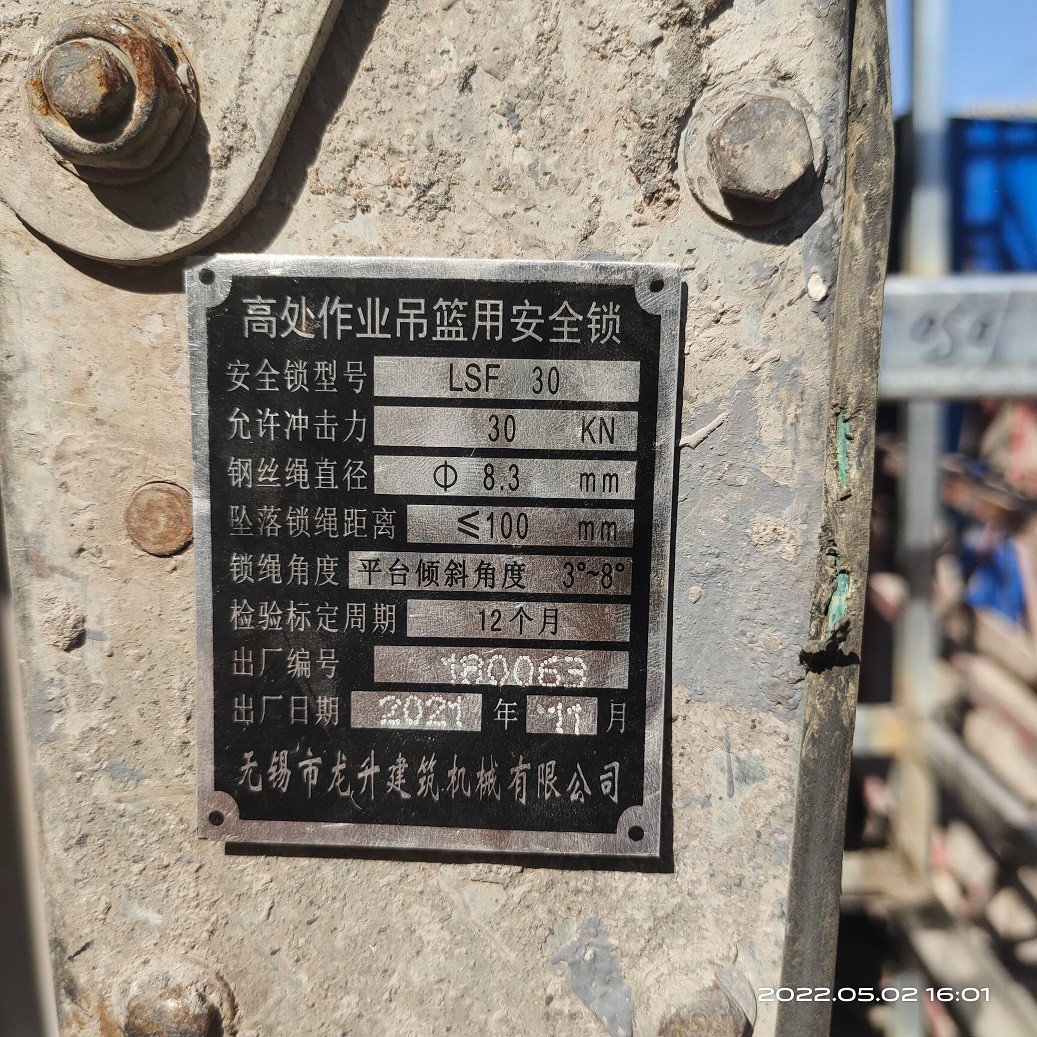 高处作业吊篮用安全锁
安全锁型号 LSF 30
允许冲击力 30 KN
钢丝绳直径 Φ 8.3 mm
坠落锁绳距离 ≤100 mm
锁绳角度 平台倾斜角度 3°~8°
检验标定周期 12个月
出厂编号 180063
出厂日期 2021 年 11 月
无锡市龙升建筑机械有限公司
2022.05.02 16:01